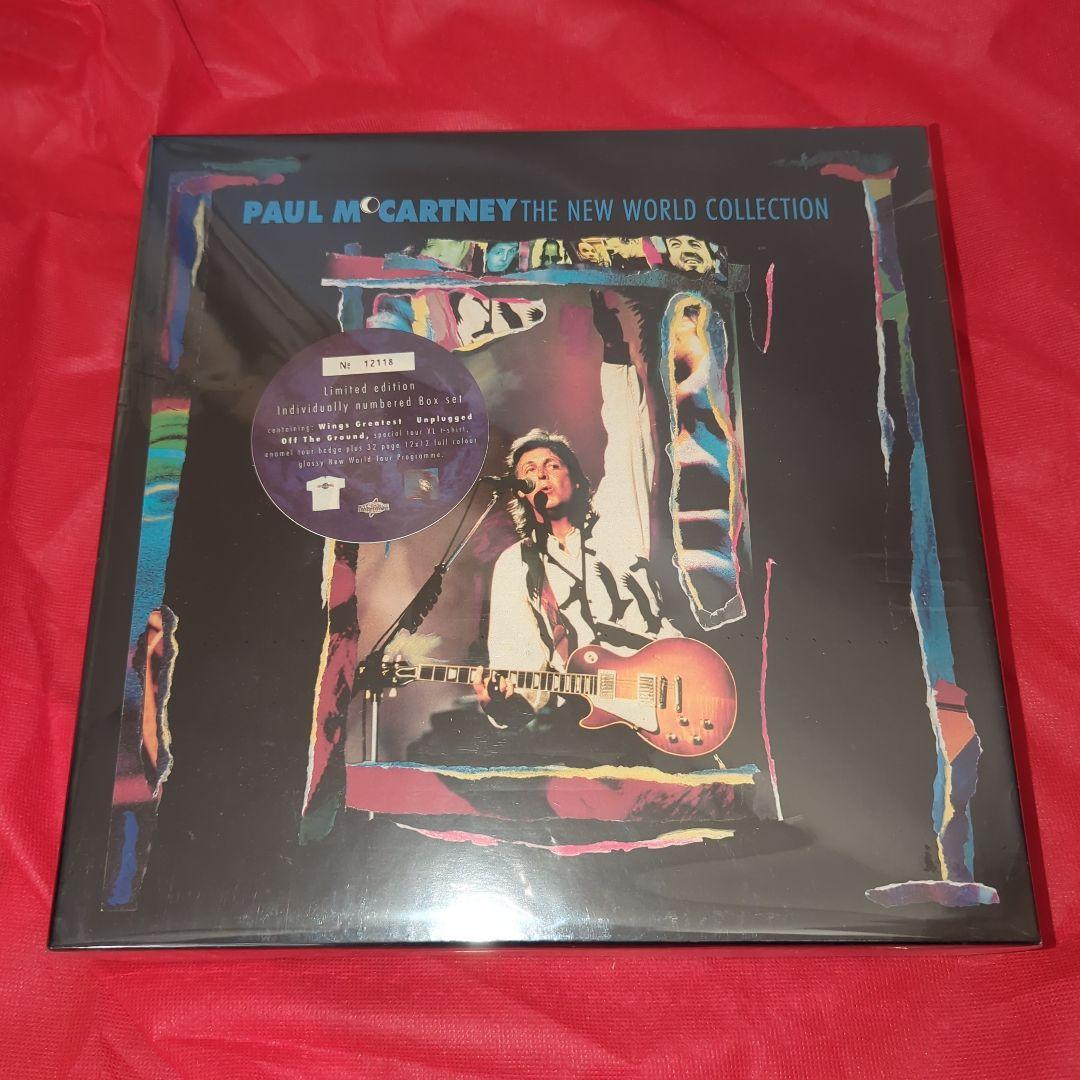 PAUL McCARTNEY THE NEW WORLD COLLECTION
No: 12118
Limited edition
Individually numbered Box set
containing: Wings Greatest Unplugged
Off The Ground, special tour XL t-shirt,
enamel tour badge plus 32 page 12x12 full colour
glossy New World Tour Programme.